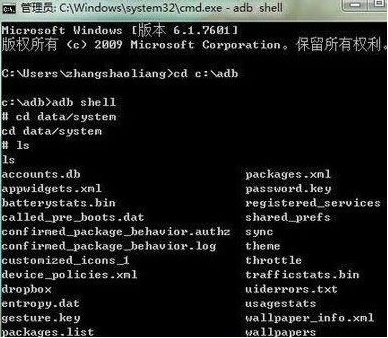 管理员: C:\Windows\system32\cmd.exe - adb shell
Microsoft Windows [版本 6.1.7601]
版权所有 (c) 2009 Microsoft Corporation。保留所有权利
C:\Users\zhangshaoliang>cd c:\adb
c:\adb>adb shell
# cd data/system
cd data/system
# ls
ls
accounts.db packages.xml
appwidgets.xml password.key
batterystats.bin registered_services
called_pre_boots.dat shared_prefs
confirmed_package_behavior.authz sync
confirmed_package_behavior.log theme
customized_icons_1 throttle
device_policies.xml trafficstats.bin
dropbox uiderrors.txt
entropy.dat usagestats
gesture.key wallpaper_info.xml
packages.list wallpapers